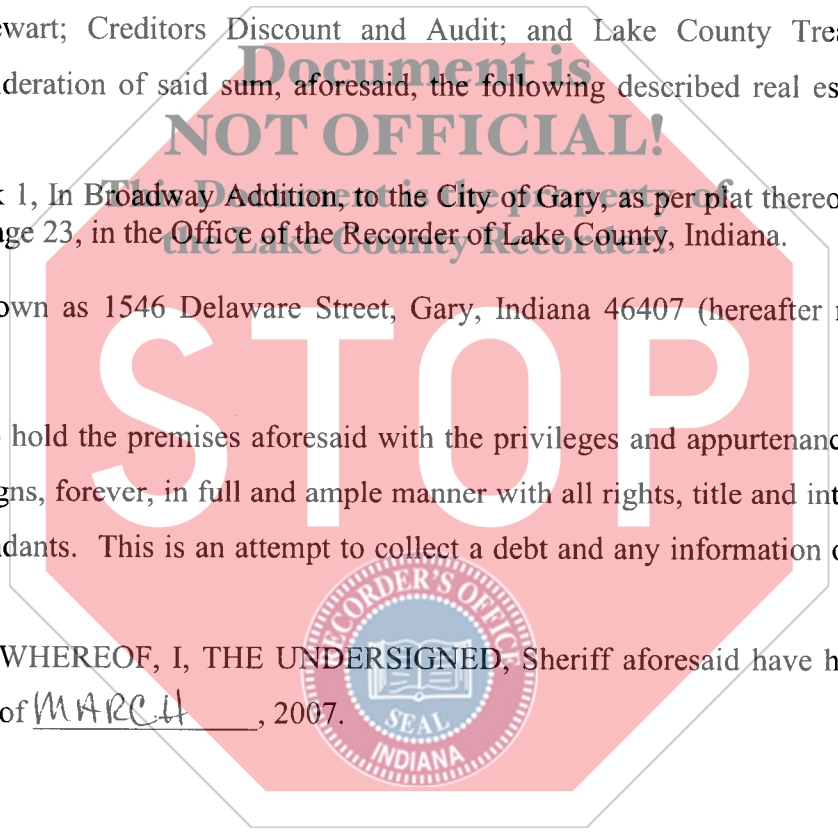 ewart; Creditors Discount and Audit; and Lake County Trea
Document is
ideration of said sum, aforesaid, the following described real es
NOT OFFICIAL!
k 1, In Broadway Addition, to the City of Gary, as per plat thereo
This Document is the property of
age 23, in the Office of the Recorder of Lake County, Indiana.
the Lake County Recorder!
own as 1546 Delaware Street, Gary, Indiana 46407 (hereafter r
STOP
hold the premises aforesaid with the privileges and appurtenanc
gns, forever, in full and ample manner with all rights, title and int
ndants. This is an attempt to collect a debt and any information o
RECORDER'S OFFICE
WHEREOF, I, THE UNDERSIGNED, Sheriff aforesaid have h
of MARCH, 2007.
SEAL
INDIANA